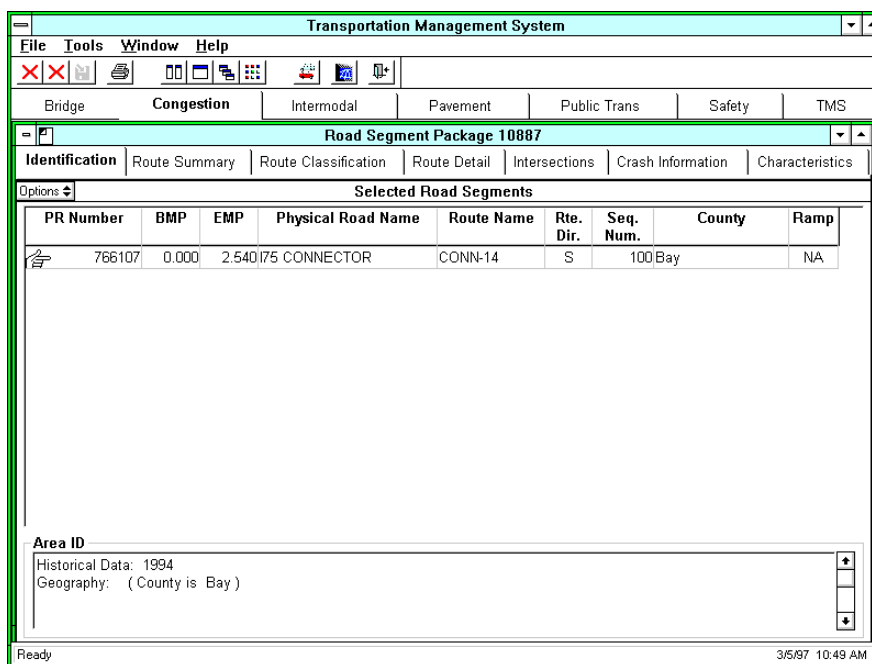 Transportation Management System
File Tools Window Help
Bridge Congestion Intermodal Pavement Public Trans Safety TMS
Road Segment Package 10887
Identification Route Summary Route Classification Route Detail Intersections Crash Information Characteristics
Options Selected Road Segments
PR Number BMP EMP Physical Road Name Route Name Rte. Dir. Seq. Num. County Ramp
766107 0.000 2.540 I75 CONNECTOR CONN-14 S 100 Bay NA
Area ID
Historical Data: 1994
Geography: ( County is Bay )
Ready 3/5/97 10:49 AM